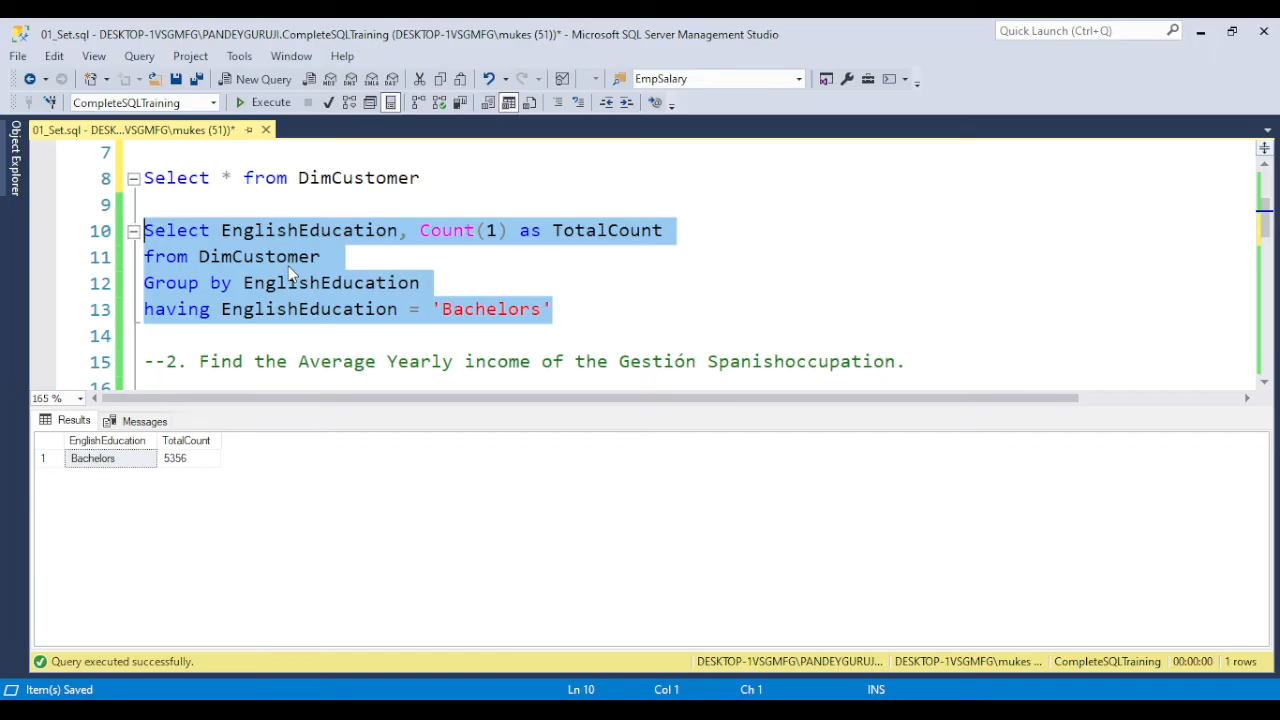 01_Set.sql - DESKTOP-1VSGMFG\PANDEYGURUJI.CompleteSQLTraining (DESKTOP-1VSGMFG\mukes (51))* - Microsoft SQL Server Management Studio
Quick Launch (Ctrl+Q)
File Edit View Query Project Tools Window Help
New Query EmpSalary
CompleteSQLTraining Execute
Object Explorer
01_Set.sql - DESK...VSGMFG\mukes (51))*
7
8 Select * from DimCustomer
9
10 Select EnglishEducation, Count(1) as TotalCount
11 from DimCustomer
12 Group by EnglishEducation
13 having EnglishEducation = 'Bachelors'
14
15 --2. Find the Average Yearly income of the Gestión Spanishoccupation.
16
165 %
Results Messages
EnglishEducation TotalCount
1 Bachelors 5356
Query executed successfully. DESKTOP-1VSGMFG\PANDEYGURUJI... DESKTOP-1VSGMFG\mukes ... CompleteSQLTraining 00:00:00 1 rows
Item(s) Saved Ln 10 Col 1 Ch 1 INS